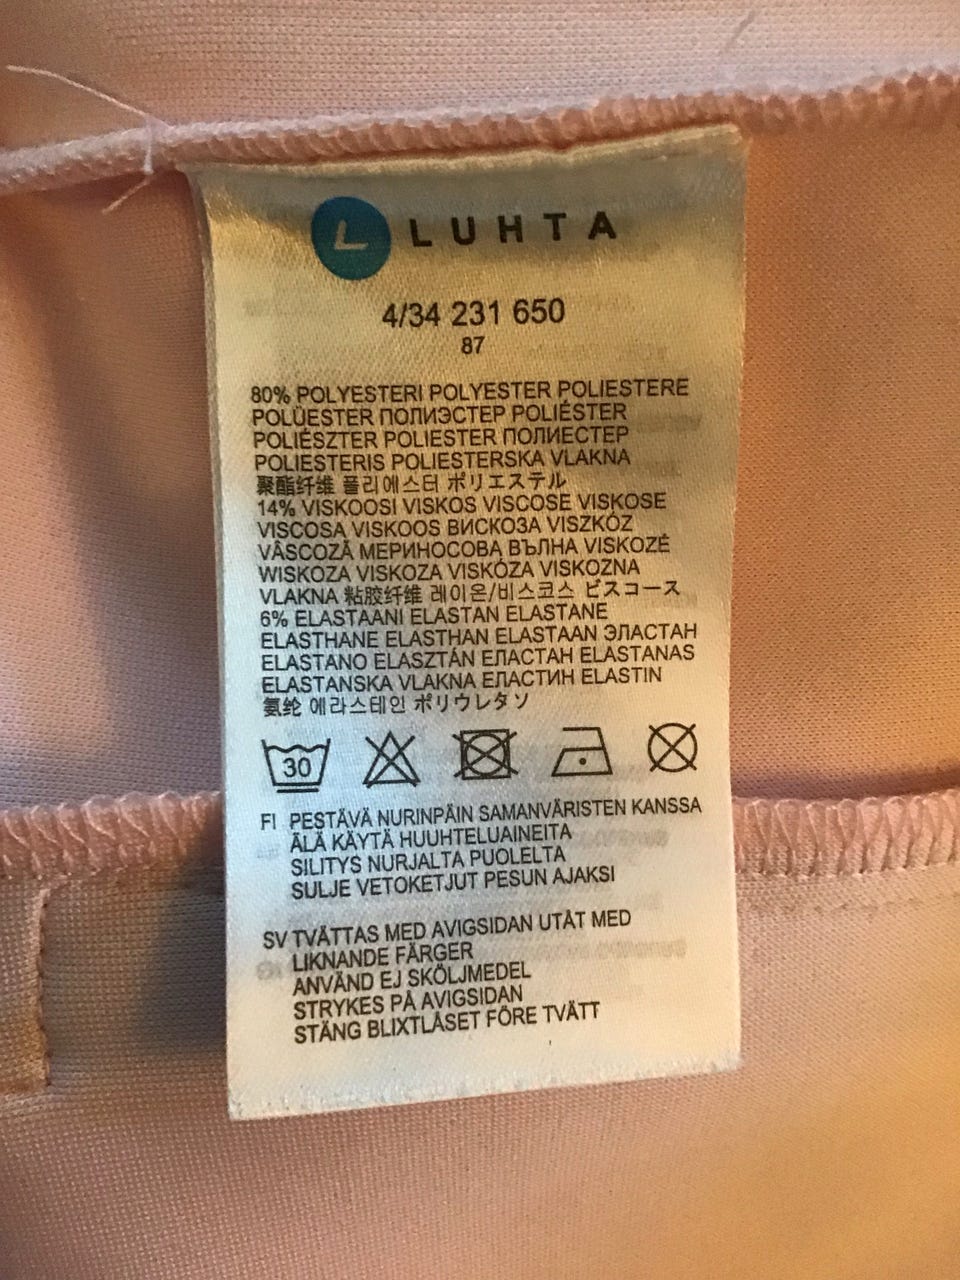 L LUHTA
4/34 231 650
87
80% POLYESTERI POLYESTER POLIESTERE
POLÜESTER ПОЛИЭСТЕР POLIÉSTER
POLIÉSZTER POLIESTER ПОЛИЕСТЕР
POLIESTERIS POLIESTERSKA VLAKNA
聚酯纤维 폴리에스터 ポリエステル
14% VISKOOSI VISKOS VISCOSE VISKOSE
VISCOSA VISKOOS ВИСКОЗА VISZKÓZ
VÂSCOZĂ МЕРИНОСОВА ВЪЛНА VISKOZÉ
WISKOZA VISKOZA VISKÓZA VISKOZNA
VLAKNA 粘胶纤维 레이온/비스코스 ビスコース
6% ELASTAANI ELASTAN ELASTANE
ELASTHANE ELASTHAN ELASTAAN ЭЛАСТАН
ELASTANO ELASZTÁN ЕЛАСТАН ELASTANAS
ELASTANSKA VLAKNA ЕЛАСТИН ELASTIN
氨纶 에라스테인 ポリウレタン
30
FI PESTÄVÄ NURINPÄIN SAMANVÄRISTEN KANSSA
ÄLÄ KÄYTÄ HUUHTELUAINEITA
SILITYS NURJALTA PUOLELTA
SULJE VETOKETJUT PESUN AJAKSI
SV TVÄTTAS MED AVIGSIDAN UTÅT MED
LIKNANDE FÄRGER
ANVÄND EJ SKÖLJMEDEL
STRYKES PÅ AVIGSIDAN
STÄNG BLIXTLÅSET FÖRE TVÄTT